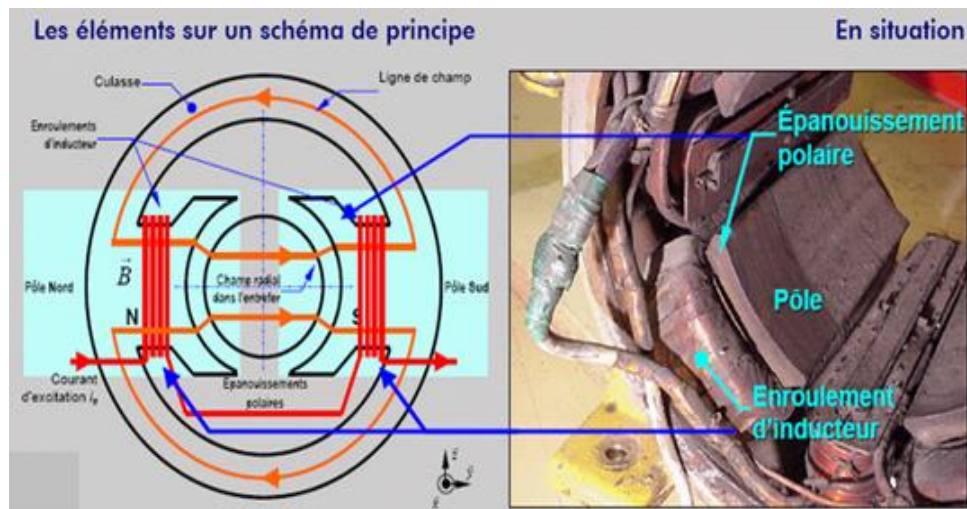 Les éléments sur un schéma de principe
En situation
Culasse
Ligne de champ
Enroulements
d'inducteur
B
Pôle Nord
N
Champ radial
dans l'entrefer
S
Pôle Sud
Courant
d'excitation
Epanouissements
polaires
Épanouissement
polaire
Pôle
Enroulement
d'inducteur